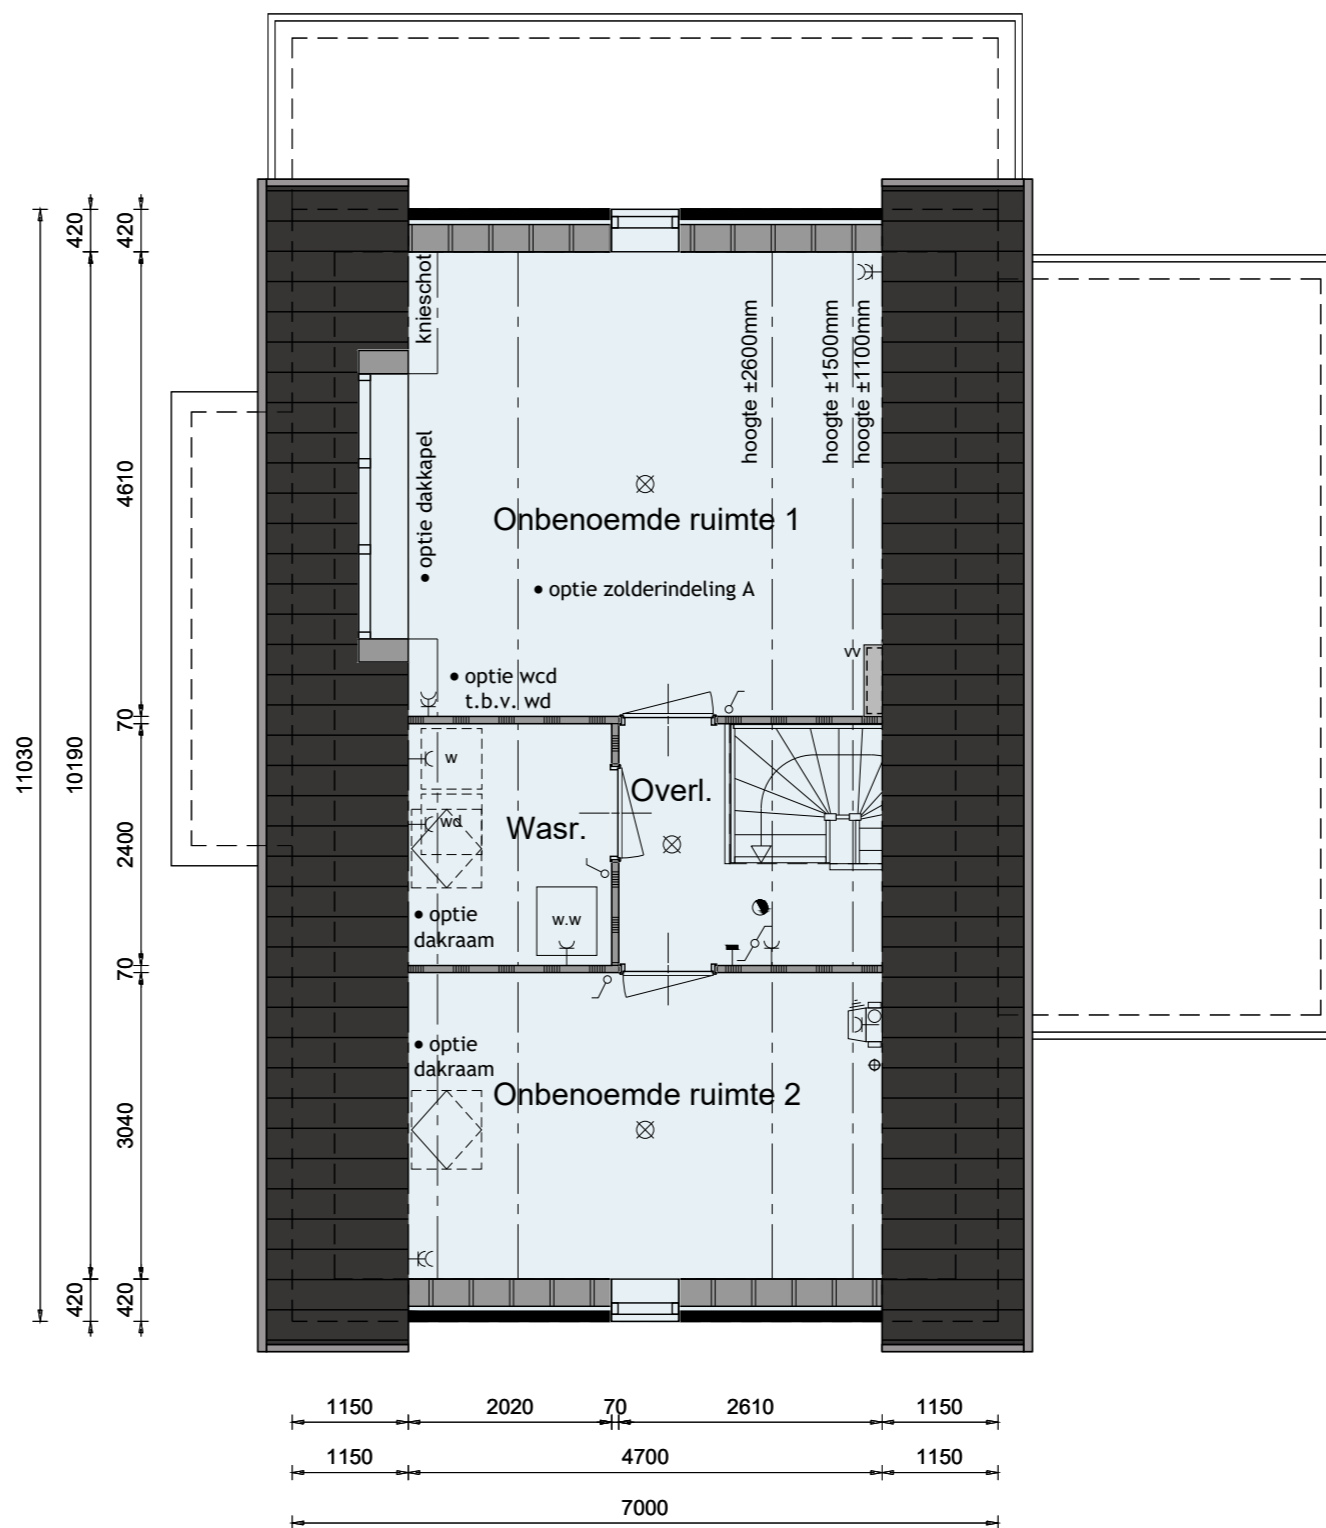 420
420
11030
10190
4610
70
2400
70
3040
420
420
knieschot
hoogte ±2600mm
hoogte ±1500mm
hoogte ±1100mm
• optie dakkapel
Onbenoemde ruimte 1
• optie zolderindeling A
• optie wcd
t.b.v. wd
vv
w
wd
Overl.
Wasr.
• optie
dakraam
w.w
• optie
dakraam
Onbenoemde ruimte 2
1150 2020 70 2610 1150
1150 4700 1150
7000